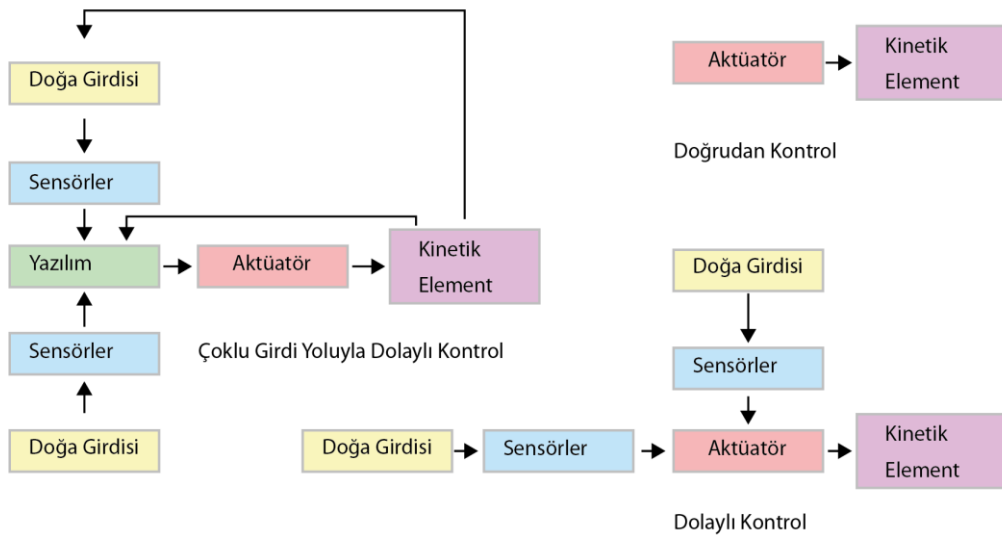 Doğa Girdisi
Sensörler
Yazılım
Aktüatör
Kinetik
Element
Sensörler
Çoklu Girdi Yoluyla Dolaylı Kontrol
Doğa Girdisi
Aktüatör
Kinetik
Element
Doğrudan Kontrol
Doğa Girdisi
Sensörler
Doğa Girdisi
Sensörler
Aktüatör
Kinetik
Element
Dolaylı Kontrol